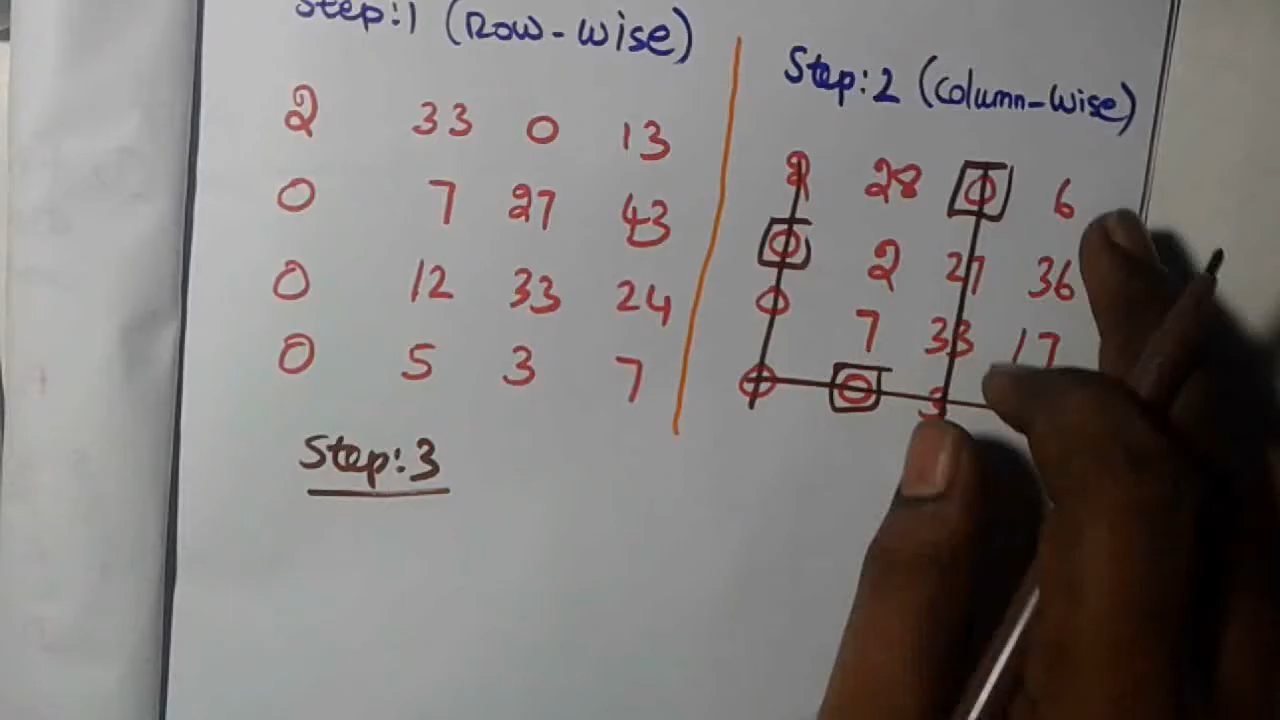 Step:1 (Row-wise)
2 33 0 13
0 7 27 43
0 12 33 24
0 5 3 7
Step:2 (Column-wise)
2 28 0 6
0 2 27 36
0 7 33 17
0 0 3
Step:3